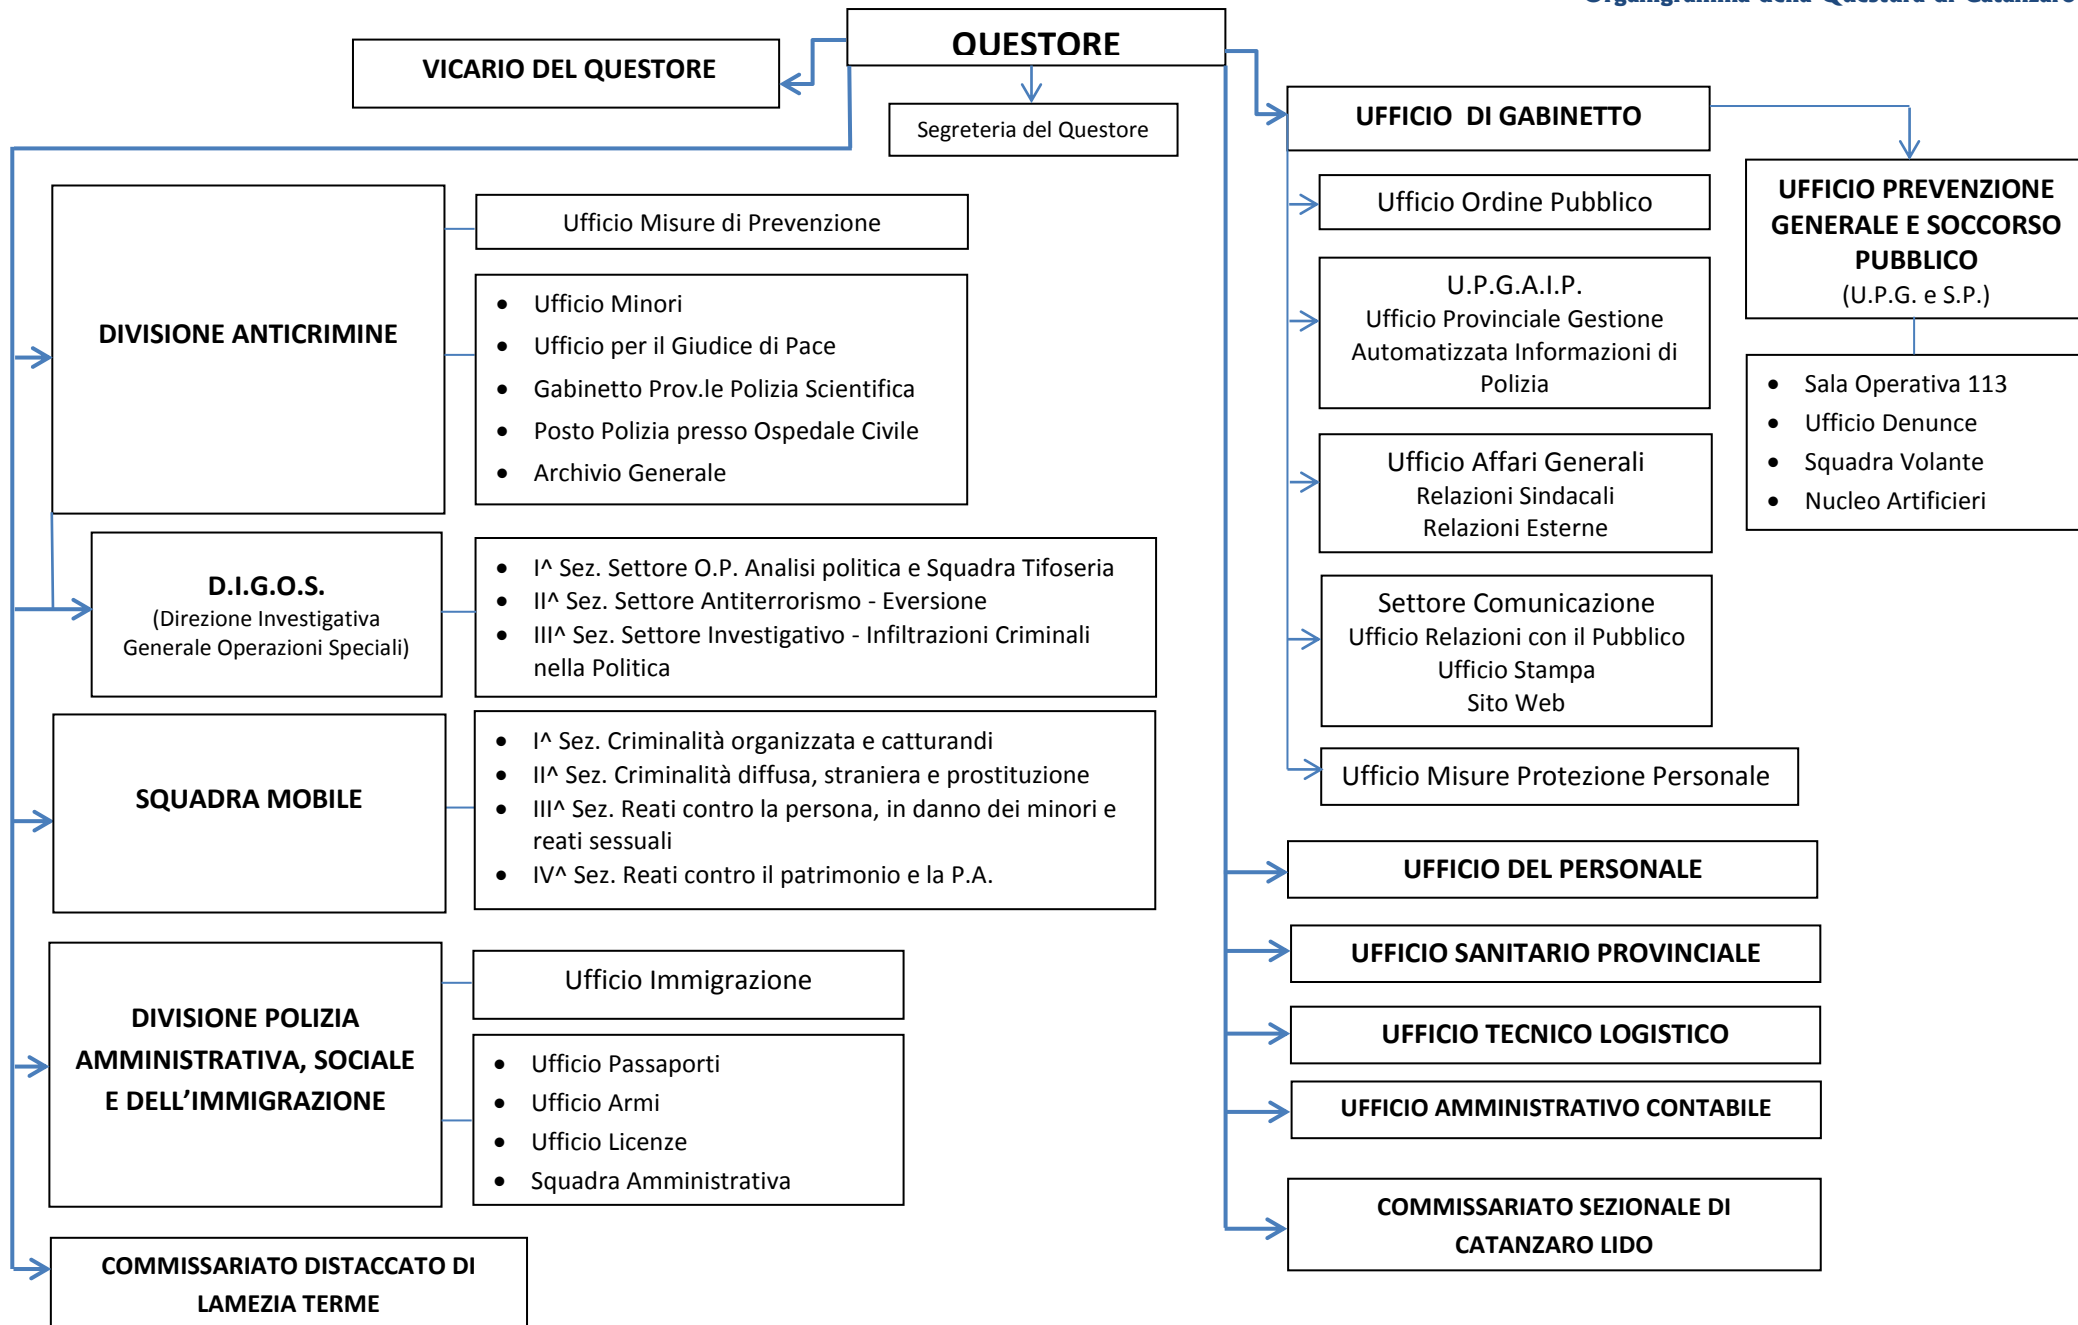 Organigramma della Questura di Catanzaro
QUESTORE
VICARIO DEL QUESTORE
Segreteria del Questore
DIVISIONE ANTICRIMINE
Ufficio Misure di Prevenzione
• Ufficio Minori
• Ufficio per il Giudice di Pace
• Gabinetto Prov.le Polizia Scientifica
• Posto Polizia presso Ospedale Civile
• Archivio Generale
D.I.G.O.S.
(Direzione Investigativa
Generale Operazioni Speciali)
• I^ Sez. Settore O.P. Analisi politica e Squadra Tifoseria
• II^ Sez. Settore Antiterrorismo - Eversione
• III^ Sez. Settore Investigativo - Infiltrazioni Criminali
nella Politica
SQUADRA MOBILE
• I^ Sez. Criminalità organizzata e catturandi
• II^ Sez. Criminalità diffusa, straniera e prostituzione
• III^ Sez. Reati contro la persona, in danno dei minori e
reati sessuali
• IV^ Sez. Reati contro il patrimonio e la P.A.
DIVISIONE POLIZIA
AMMINISTRATIVA, SOCIALE
E DELL’IMMIGRAZIONE
Ufficio Immigrazione
• Ufficio Passaporti
• Ufficio Armi
• Ufficio Licenze
• Squadra Amministrativa
COMMISSARIATO DISTACCATO DI
LAMEZIA TERME
UFFICIO DI GABINETTO
Ufficio Ordine Pubblico
U.P.G.A.I.P.
Ufficio Provinciale Gestione
Automatizzata Informazioni di
Polizia
Ufficio Affari Generali
Relazioni Sindacali
Relazioni Esterne
Settore Comunicazione
Ufficio Relazioni con il Pubblico
Ufficio Stampa
Sito Web
Ufficio Misure Protezione Personale
UFFICIO PREVENZIONE
GENERALE E SOCCORSO
PUBBLICO
(U.P.G. e S.P.)
• Sala Operativa 113
• Ufficio Denunce
• Squadra Volante
• Nucleo Artificieri
UFFICIO DEL PERSONALE
UFFICIO SANITARIO PROVINCIALE
UFFICIO TECNICO LOGISTICO
UFFICIO AMMINISTRATIVO CONTABILE
COMMISSARIATO SEZIONALE DI
CATANZARO LIDO